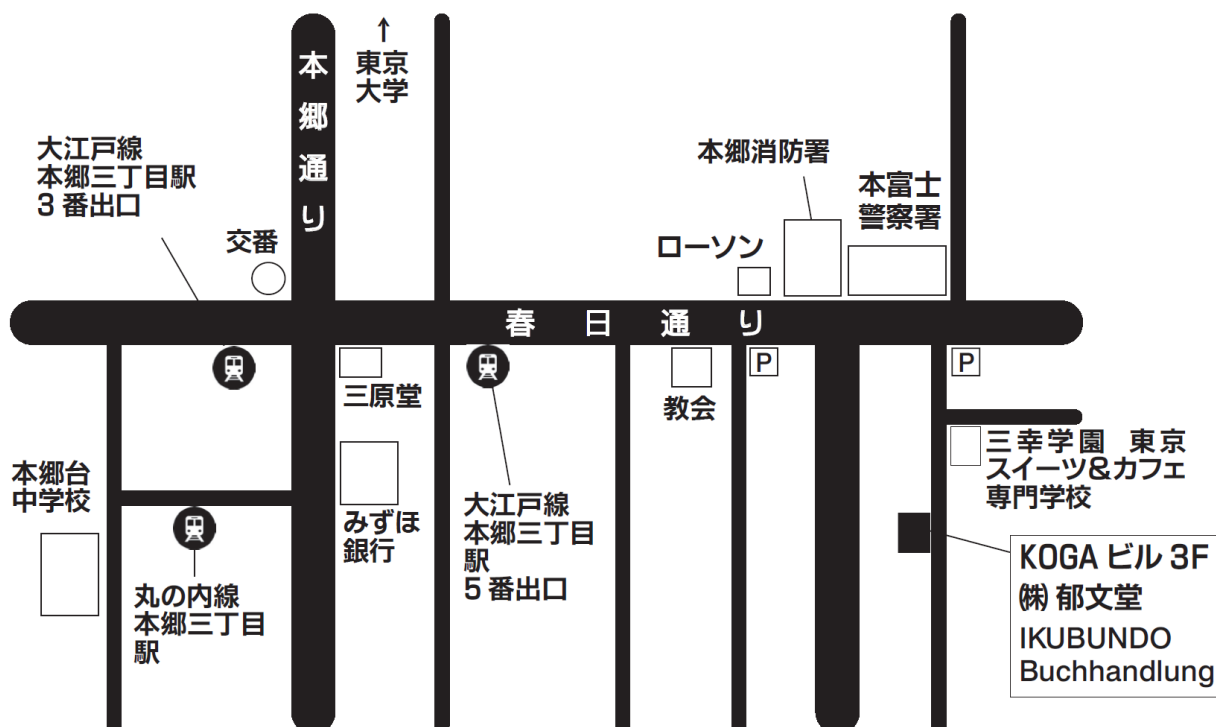 ↑
東京
大学
本郷通り
大江戸線
本郷三丁目駅
3 番出口
交番
本郷消防署
本富士
警察署
ローソン
春日通り
三原堂
教会
P
P
本郷台
中学校
みずほ
銀行
大江戸線
本郷三丁目
駅
5 番出口
三幸学園 東京
スイーツ&カフェ
専門学校
丸の内線
本郷三丁目
駅
KOGA ビル 3F
㈱ 郁文堂
IKUBUNDO
Buchhandlung